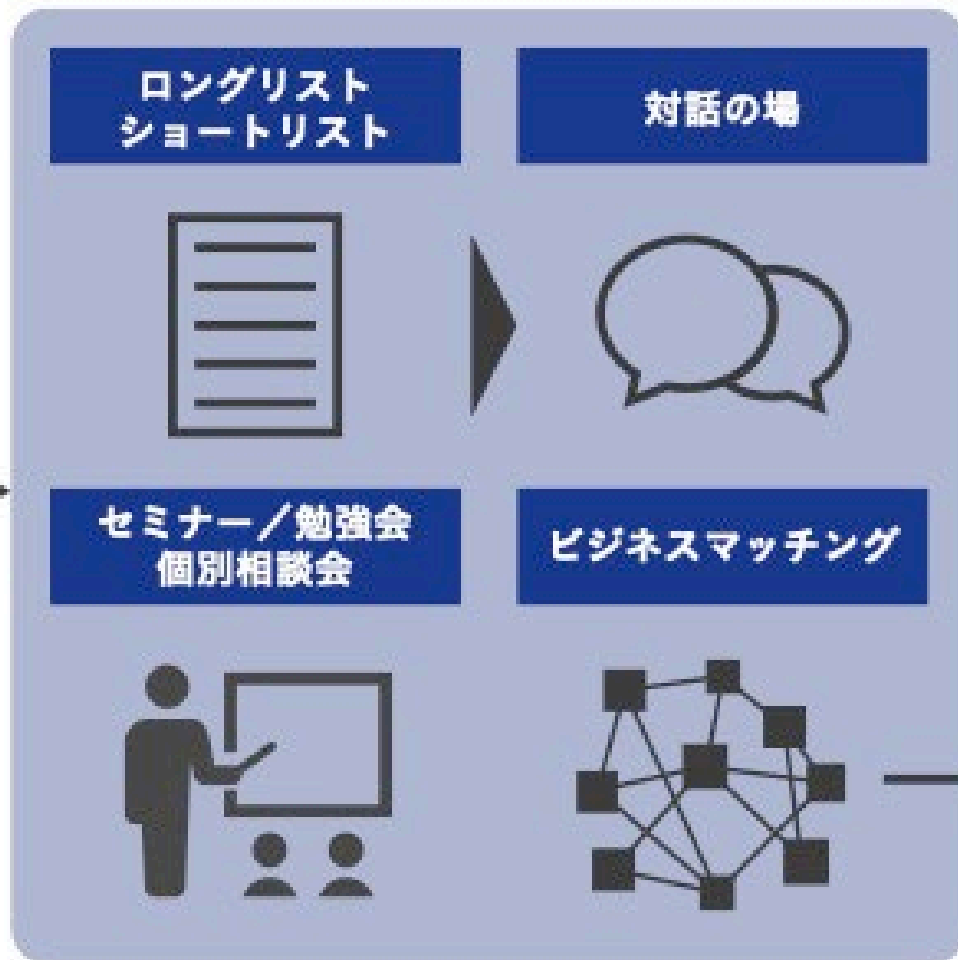 ロングリスト
ショートリスト
対話の場
セミナー／勉強会
個別相談会
ビジネスマッチング